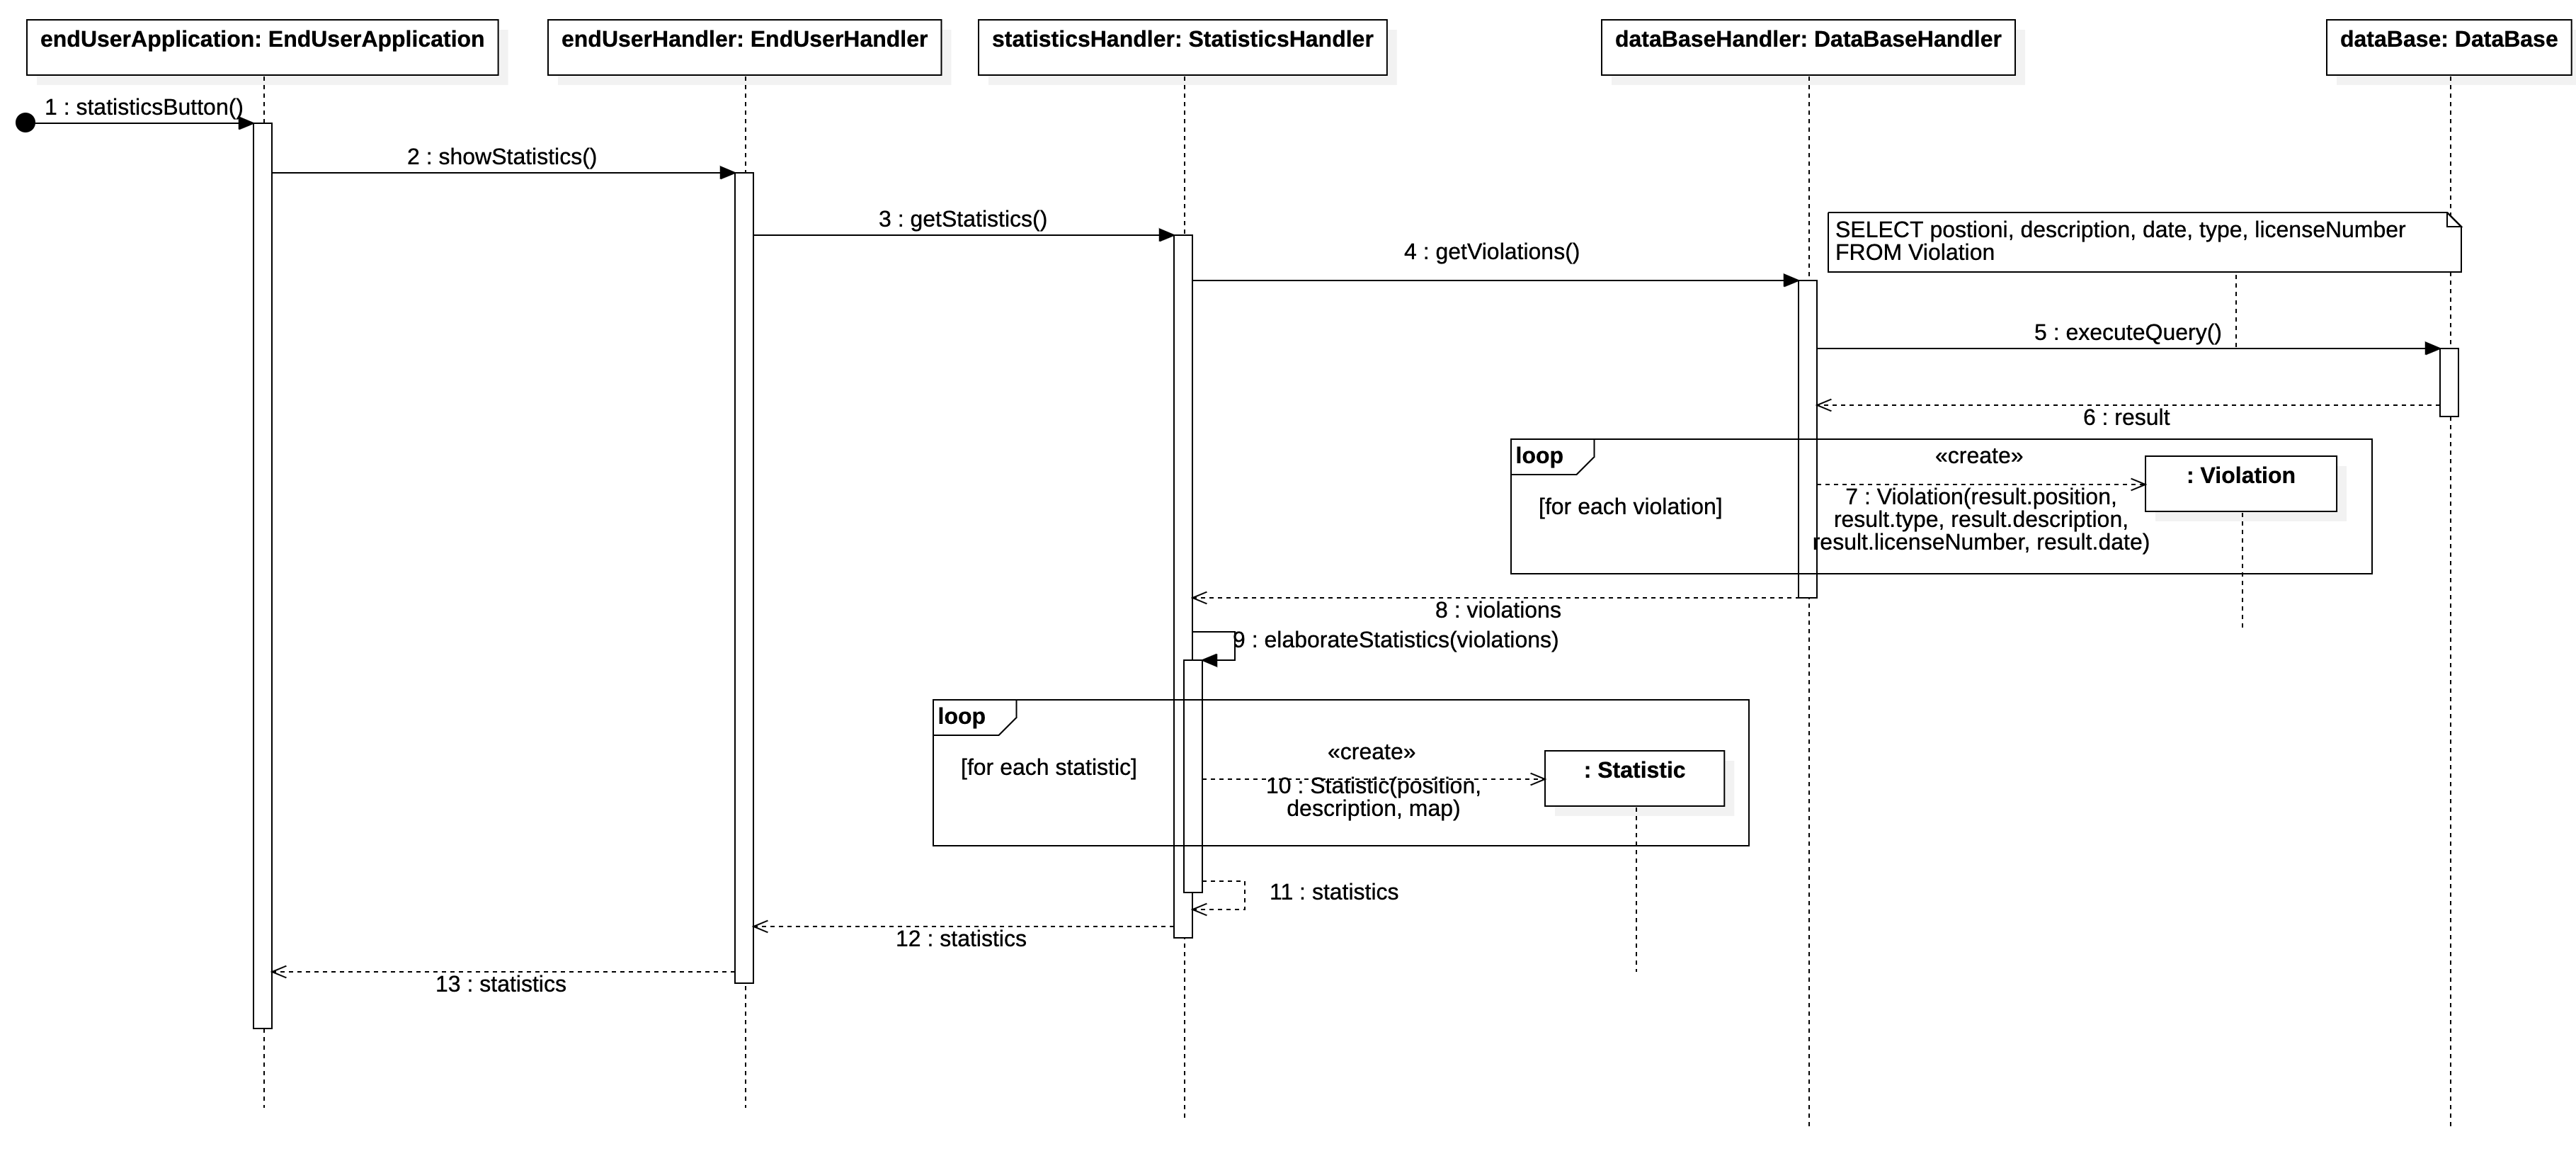 endUserApplication: EndUserApplication
endUserHandler: EndUserHandler
statisticsHandler: StatisticsHandler
dataBaseHandler: DataBaseHandler
dataBase: DataBase
1 : statisticsButton()
2 : showStatistics()
3 : getStatistics()
4 : getViolations()
SELECT postioni, description, date, type, licenseNumber
FROM Violation
5 : executeQuery()
6 : result
loop
[for each violation]
«create»
: Violation
7 : Violation(result.position,
result.type, result.description,
result.licenseNumber, result.date)
8 : violations
9 : elaborateStatistics(violations)
loop
[for each statistic]
«create»
: Statistic
10 : Statistic(position,
description, map)
11 : statistics
12 : statistics
13 : statistics